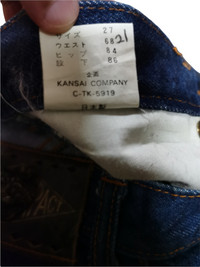 サイズ 27
ウエスト 68 21
ヒップ 84
股下 86
KANSAI COMPANY
C-TK-5919
日本製